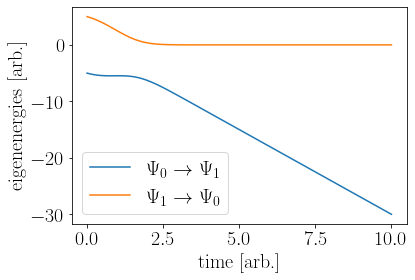 eigenenergies [arb.]
0
−10
−20
−30
Ψ₀ → Ψ₁
Ψ₁ → Ψ₀
0.0 2.5 5.0 7.5 10.0
time [arb.]